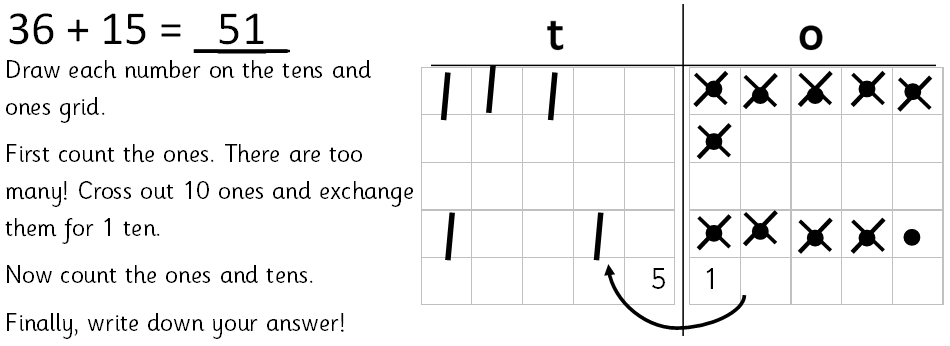 36 + 15 = 51
Draw each number on the tens and
ones grid.
First count the ones. There are too
many! Cross out 10 ones and exchange
them for 1 ten.
Now count the ones and tens.
Finally, write down your answer!
t o
5 1